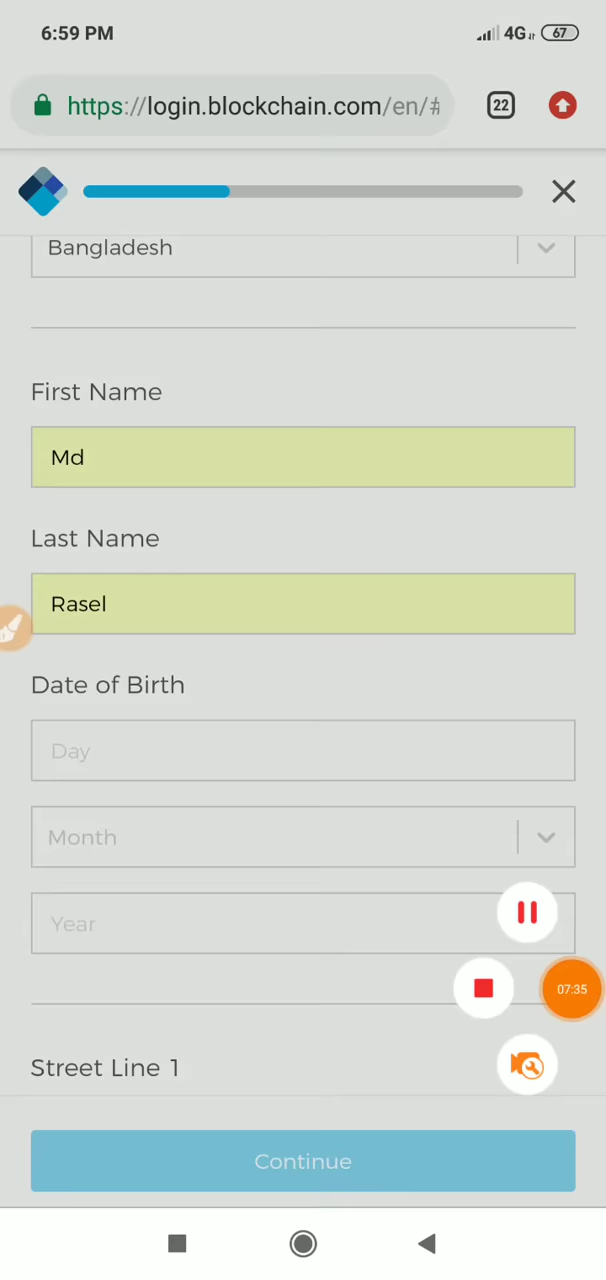 6:59 PM
4G
67
https://login.blockchain.com/en/#
22
Bangladesh
First Name
Md
Last Name
Rasel
Date of Birth
Day
Month
Year
07:35
Street Line 1
Continue